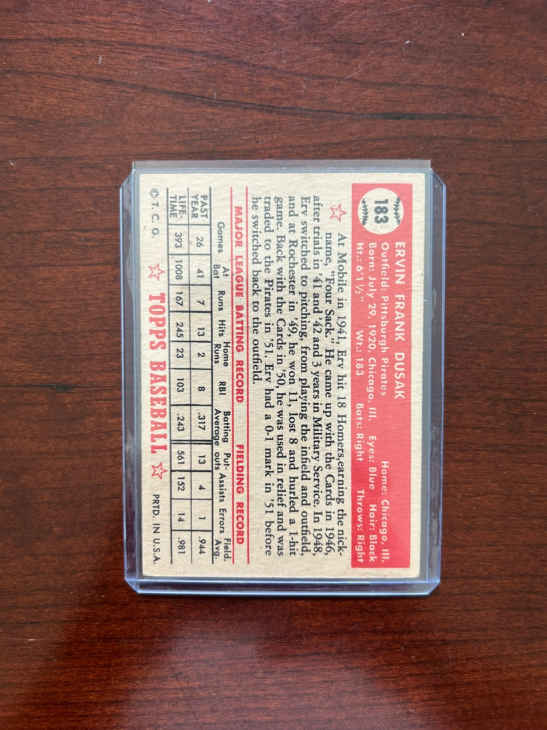 183
ERVIN FRANK DUSAK
Outfield: Pittsburgh Pirates Home: Chicago, Ill.
Born: July 29, 1920, Chicago, Ill. Eyes: Blue Hair: Black
Ht.: 6'1½" Wt.: 183 Bats: Right Throws: Right
At Mobile in 1941, Erv hit 18 Homers, earning the nick-
name, "Four Sack." He came up with the Cards in 1946,
after trials in '41 and '42 and 3 years in Military Service. In 1948,
Erv switched to pitching, from playing the infield and outfield,
and at Rochester in '49, he won 11, lost 8 and hurled a 1-hit
game. Back with the Cards in '50, he was used in relief and was
traded to the Pirates in '51. Erv had a 0-1 mark in '51 before
he switched back to the outfield.
MAJOR LEAGUE BATTING RECORD FIELDING RECORD
Games At Bat Runs Hits Home Runs RBI Batting Average Put-outs Assists Errors Field. Avg.
PAST YEAR 26 41 7 13 2 8 .317 13 4 1 .944
LIFE-TIME 393 1008 167 245 23 103 .243 561 152 14 .981
© T. C. G. TOPPS BASEBALL PRTD. IN U.S.A.